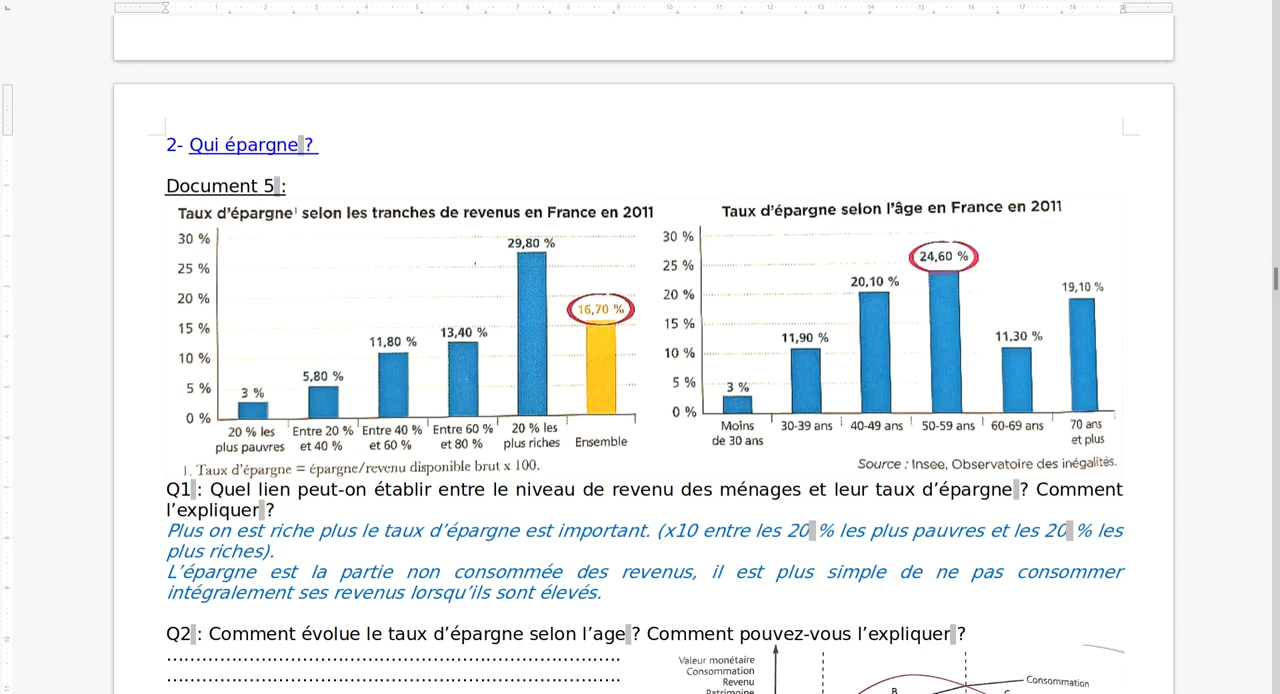 2- Qui épargne ?
Document 5 :
Taux d'épargne¹ selon les tranches de revenus en France en 2011
30 %
25 %
20 %
15 %
10 %
5 %
0 %
3 %
5,80 %
11,80 %
13,40 %
29,80 %
16,70 %
20 % les
plus pauvres
Entre 20 %
et 40 %
Entre 40 %
et 60 %
Entre 60 %
et 80 %
20 % les
plus riches
Ensemble
1. Taux d'épargne = épargne/revenu disponible brut x 100.
Taux d'épargne selon l'âge en France en 2011
30 %
25 %
20 %
15 %
10 %
5 %
0 %
3 %
11,90 %
20,10 %
24,60 %
11,30 %
19,10 %
Moins
de 30 ans
30-39 ans
40-49 ans
50-59 ans
60-69 ans
70 ans
et plus
Source : Insee, Observatoire des inégalités.
Q1 : Quel lien peut-on établir entre le niveau de revenu des ménages et leur taux d'épargne ? Comment
l'expliquer ?
Plus on est riche plus le taux d'épargne est important. (x10 entre les 20 % les plus pauvres et les 20 % les
plus riches).
L'épargne est la partie non consommée des revenus, il est plus simple de ne pas consommer
intégralement ses revenus lorsqu'ils sont élevés.
Q2 : Comment évolue le taux d'épargne selon l'age ? Comment pouvez-vous l'expliquer ?
Valeur monétaire
Consommation
Revenu
Patrimoine
B
Consommation